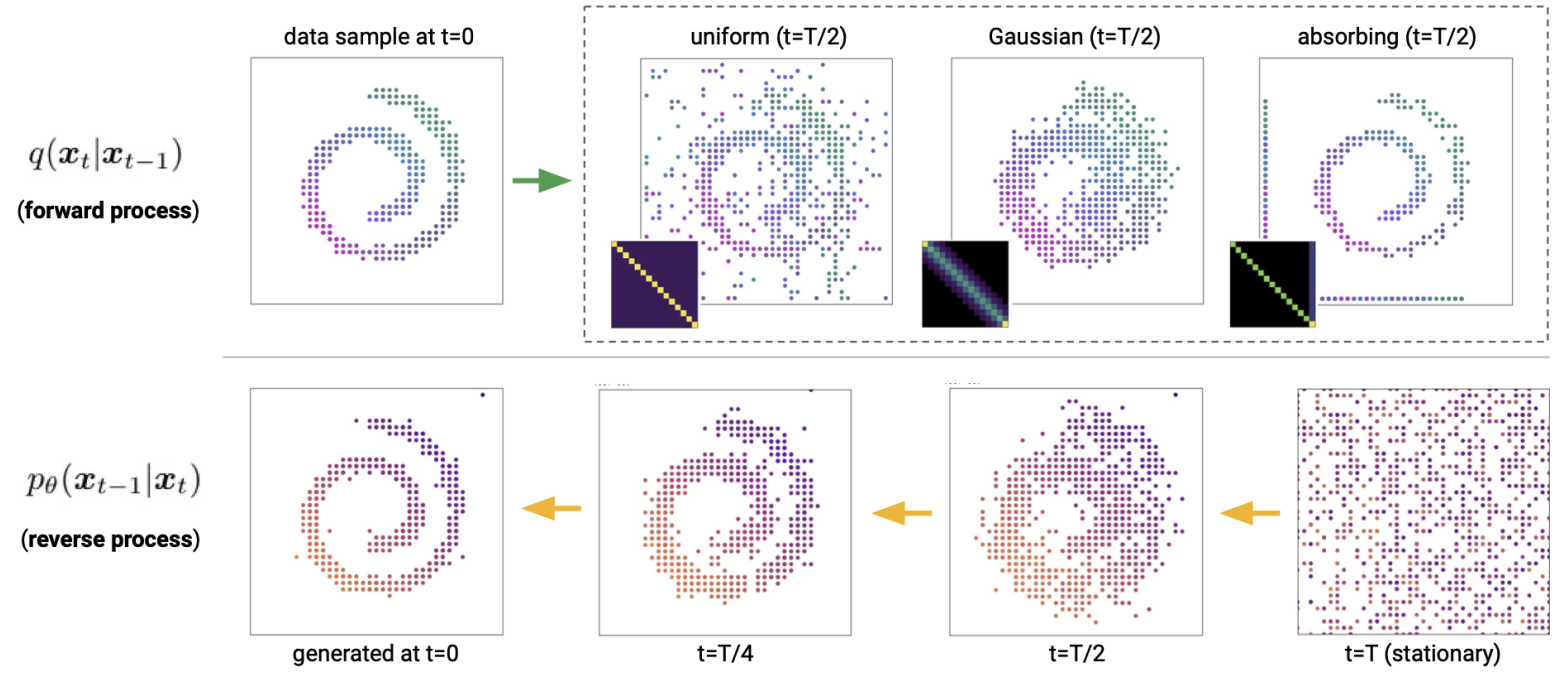 data sample at t=0
uniform (t=T/2)
Gaussian (t=T/2)
absorbing (t=T/2)
q(x_t|x_{t−1})
(forward process)
p_θ(x_{t−1}|x_t)
(reverse process)
generated at t=0
t=T/4
t=T/2
t=T (stationary)